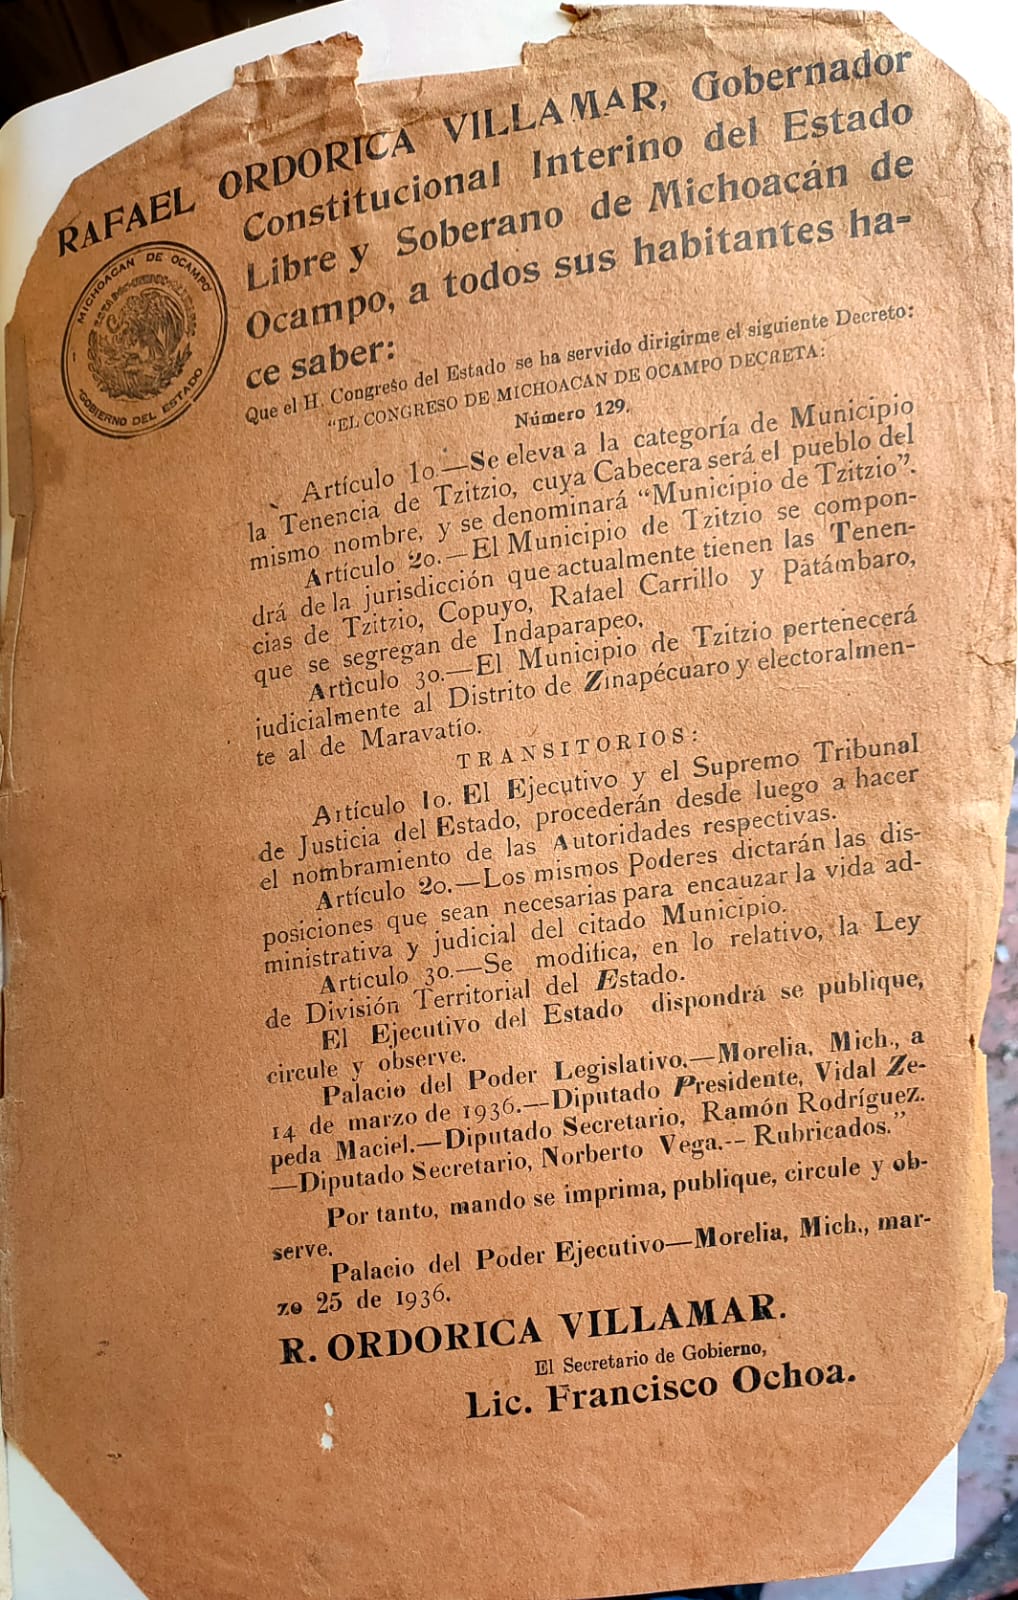 RAFAEL ORDORICA VILLAMAR, Gobernador
Constitucional Interino del Estado
Libre y Soberano de Michoacán de
Ocampo, a todos sus habitantes ha-
ce saber:
MICHOACAN DE OCAMPO
GOBIERNO DEL ESTADO
Que el H. Congreso del Estado se ha servido dirigirme el siguiente Decreto:
"EL CONGRESO DE MICHOACAN DE OCAMPO DECRETA:
Número 129.
Artículo 1o.—Se eleva a la categoría de Municipio
la Tenencia de Tzitzio, cuya Cabecera será el pueblo del
mismo nombre, y se denominará "Municipio de Tzitzio".
Artículo 2o.—El Municipio de Tzitzio se compon-
drá de la jurisdicción que actualmente tienen las Tenen-
cias de Tzitzio, Copuyo, Rafael Carrillo y Patámbaro,
que se segregan de Indaparapeo.
Artículo 3o.—El Municipio de Tzitzio pertenecerá
judicialmente al Distrito de Zinapécuaro y electoralmen-
te al de Maravatío.
TRANSITORIOS:
Artículo 1o. El Ejecutivo y el Supremo Tribunal
de Justicia del Estado, procederán desde luego a hacer
el nombramiento de las Autoridades respectivas.
Artículo 2o.—Los mismos Poderes dictarán las dis-
posiciones que sean necesarias para encauzar la vida ad-
ministrativa y judicial del citado Municipio.
Artículo 3o.—Se modifica, en lo relativo, la Ley
de División Territorial del Estado.
El Ejecutivo del Estado dispondrá se publique,
circule y observe.
Palacio del Poder Legislativo.—Morelia, Mich., a
14 de marzo de 1936.—Diputado Presidente, Vidal Ze-
peda Maciel.—Diputado Secretario, Ramón Rodríguez.
—Diputado Secretario, Norberto Vega.-- Rubricados."
Por tanto, mando se imprima, publique, circule y ob-
serve.
Palacio del Poder Ejecutivo—Morelia, Mich., mar-
zo 25 de 1936.
R. ORDORICA VILLAMAR.
El Secretario de Gobierno,
Lic. Francisco Ochoa.